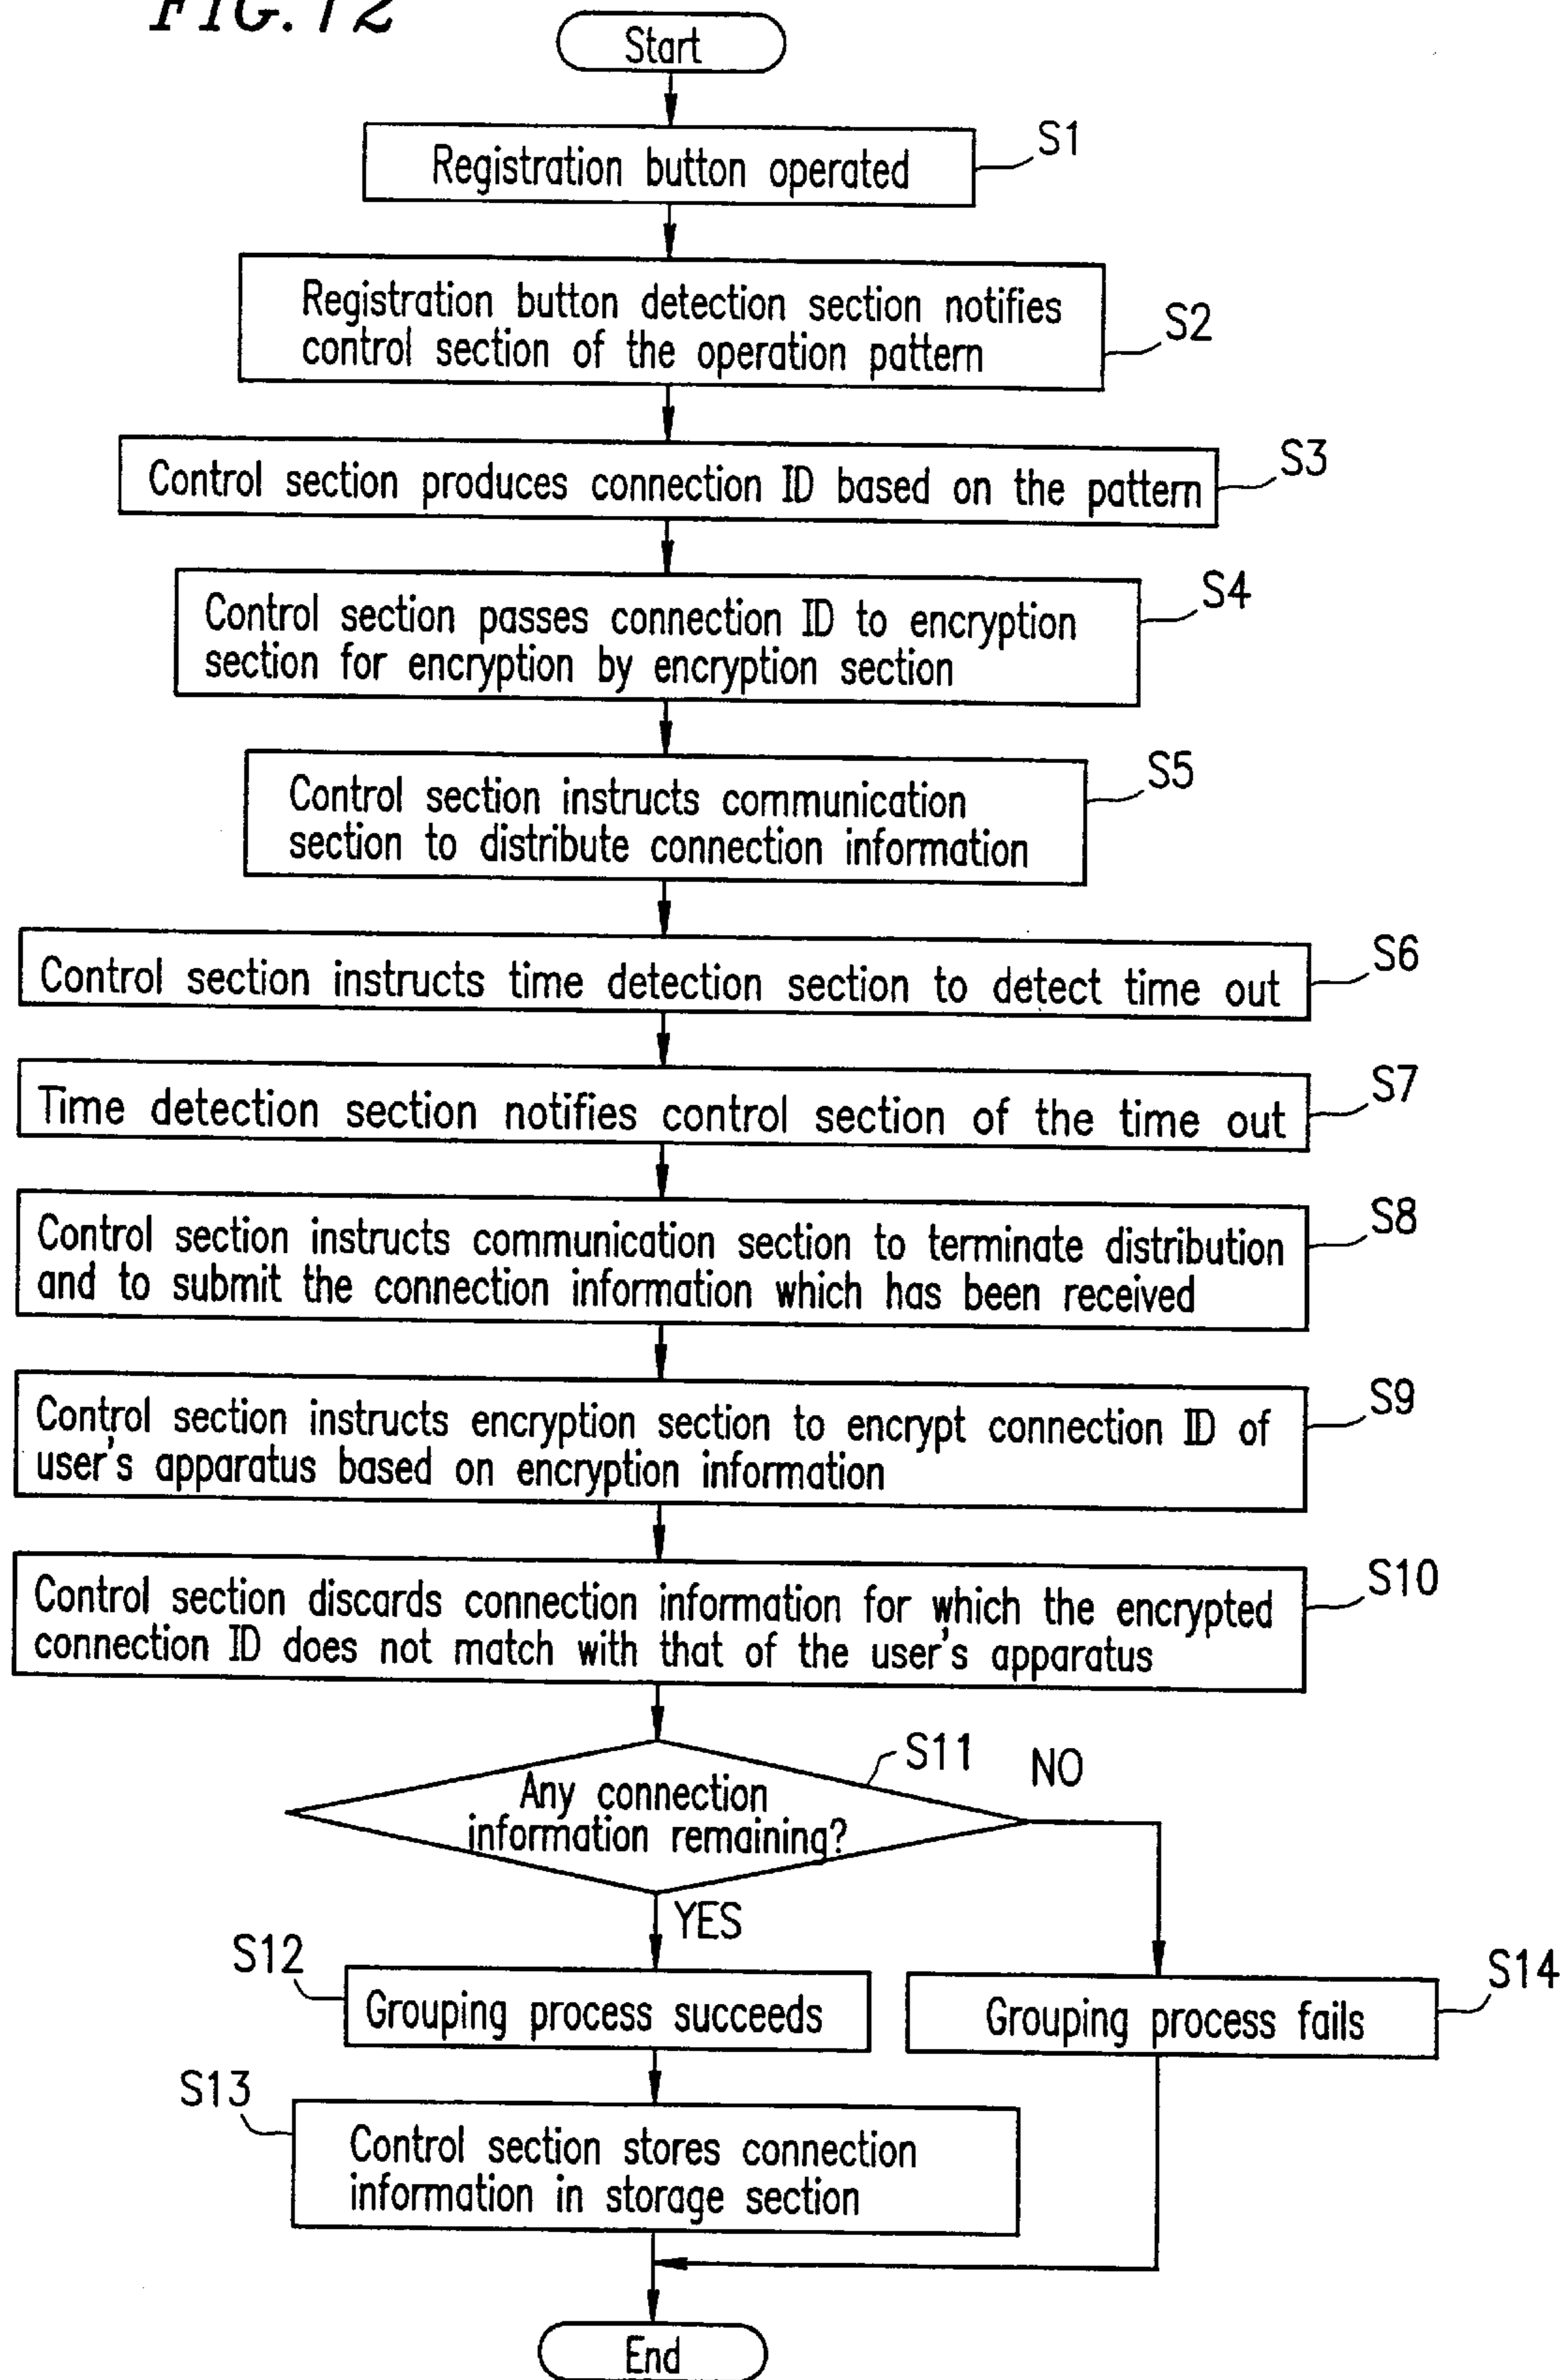 FIG. 12
Start
Registration button operated
S1
Registration button detection section notifies
control section of the operation pattern
S2
Control section produces connection ID based on the pattern
S3
Control section passes connection ID to encryption
section for encryption by encryption section
S4
Control section instructs communication
section to distribute connection information
S5
Control section instructs time detection section to detect time out
S6
Time detection section notifies control section of the time out
S7
Control section instructs communication section to terminate distribution
and to submit the connection information which has been received
S8
Control section instructs encryption section to encrypt connection ID of
user's apparatus based on encryption information
S9
Control section discards connection information for which the encrypted
connection ID does not match with that of the user's apparatus
S10
Any connection
information remaining?
S11
NO
YES
S12
Grouping process succeeds
Grouping process fails
S14
S13
Control section stores connection
information in storage section
End